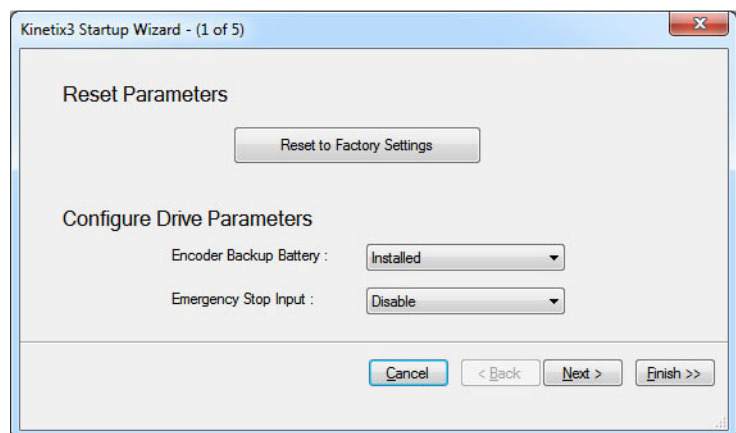 Kinetix3 Startup Wizard - (1 of 5)
Reset Parameters
Reset to Factory Settings
Configure Drive Parameters
Encoder Backup Battery : Installed
Emergency Stop Input : Disable
Cancel < Back Next > Finish >>